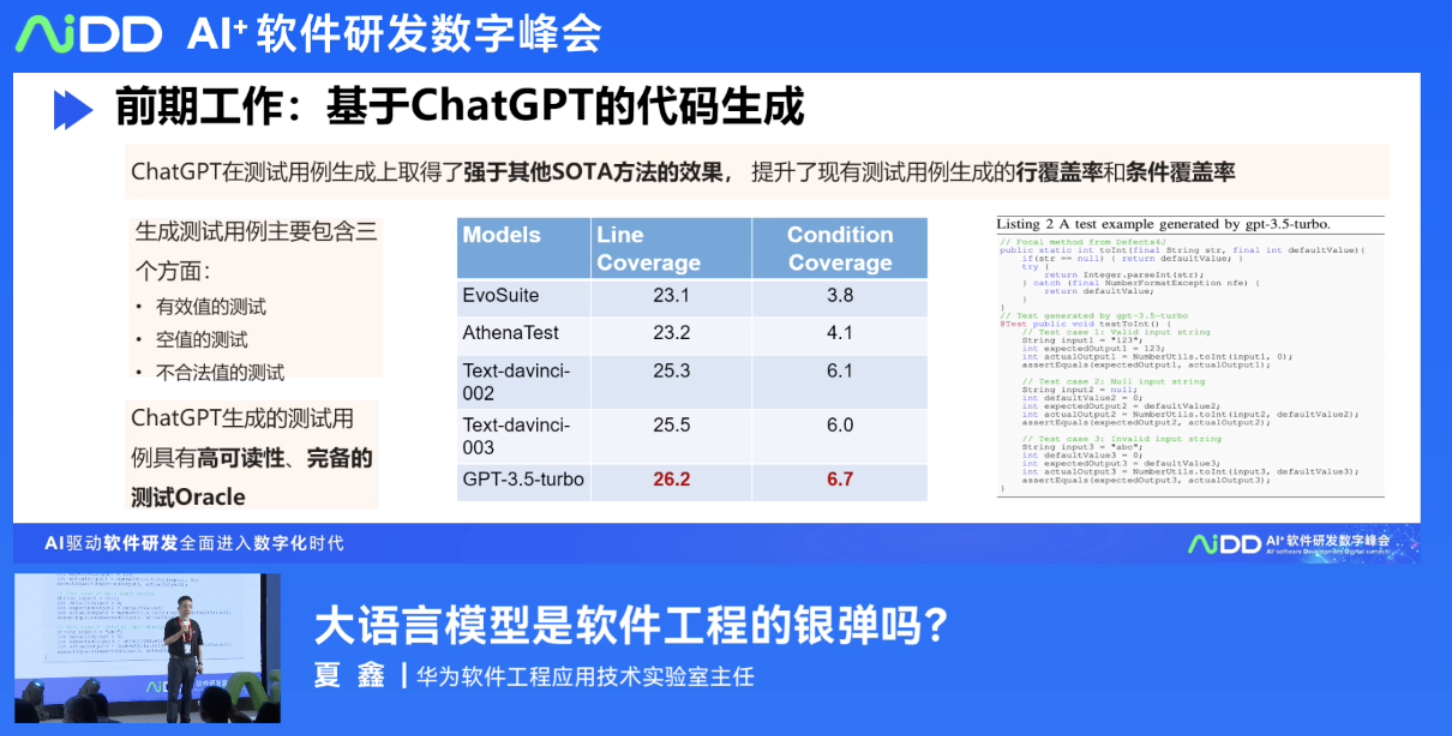 AiDD AI+ 软件研发数字峰会
前期工作：基于ChatGPT的代码生成
ChatGPT在测试用例生成上取得了强于其他SOTA方法的效果， 提升了现有测试用例生成的行覆盖率和条件覆盖率
生成测试用例主要包含三
个方面：
• 有效值的测试
• 空值的测试
• 不合法值的测试
ChatGPT生成的测试用
例具有高可读性、完备的
测试Oracle
Models Line Coverage Condition Coverage
EvoSuite 23.1 3.8
AthenaTest 23.2 4.1
Text-davinci-002 25.3 6.1
Text-davinci-003 25.5 6.0
GPT-3.5-turbo 26.2 6.7
Listing 2 A test example generated by gpt-3.5-turbo.
// Focal method from Defects4J
public static int toInt(final String str, final int defaultValue){
if(str == null) { return defaultValue; }
try {
return Integer.parseInt(str);
} catch (final NumberFormatException nfe) {
return defaultValue;
}
}
// Test generated by gpt-3.5-turbo
@Test public void testToInt() {
// Test case 1: Valid input string
String input1 = "123";
int expectedOutput1 = 123;
int actualOutput1 = NumberUtils.toInt(input1, 0);
assertEquals(expectedOutput1, actualOutput1);
// Test case 2: Null input string
String input2 = null;
int defaultValue2 = 0;
int expectedOutput2 = defaultValue2;
int actualOutput2 = NumberUtils.toInt(input2, defaultValue2);
assertEquals(expectedOutput2, actualOutput2);
// Test case 3: Invalid input string
String input3 = "abc";
int defaultValue3 = 0;
int expectedOutput3 = defaultValue3;
int actualOutput3 = NumberUtils.toInt(input3, defaultValue3);
assertEquals(expectedOutput3, actualOutput3);
}
AI驱动软件研发全面进入数字化时代
AiDD AI+ 软件研发数字峰会
AI+ software Development Digital summit
大语言模型是软件工程的银弹吗？
夏 鑫 | 华为软件工程应用技术实验室主任